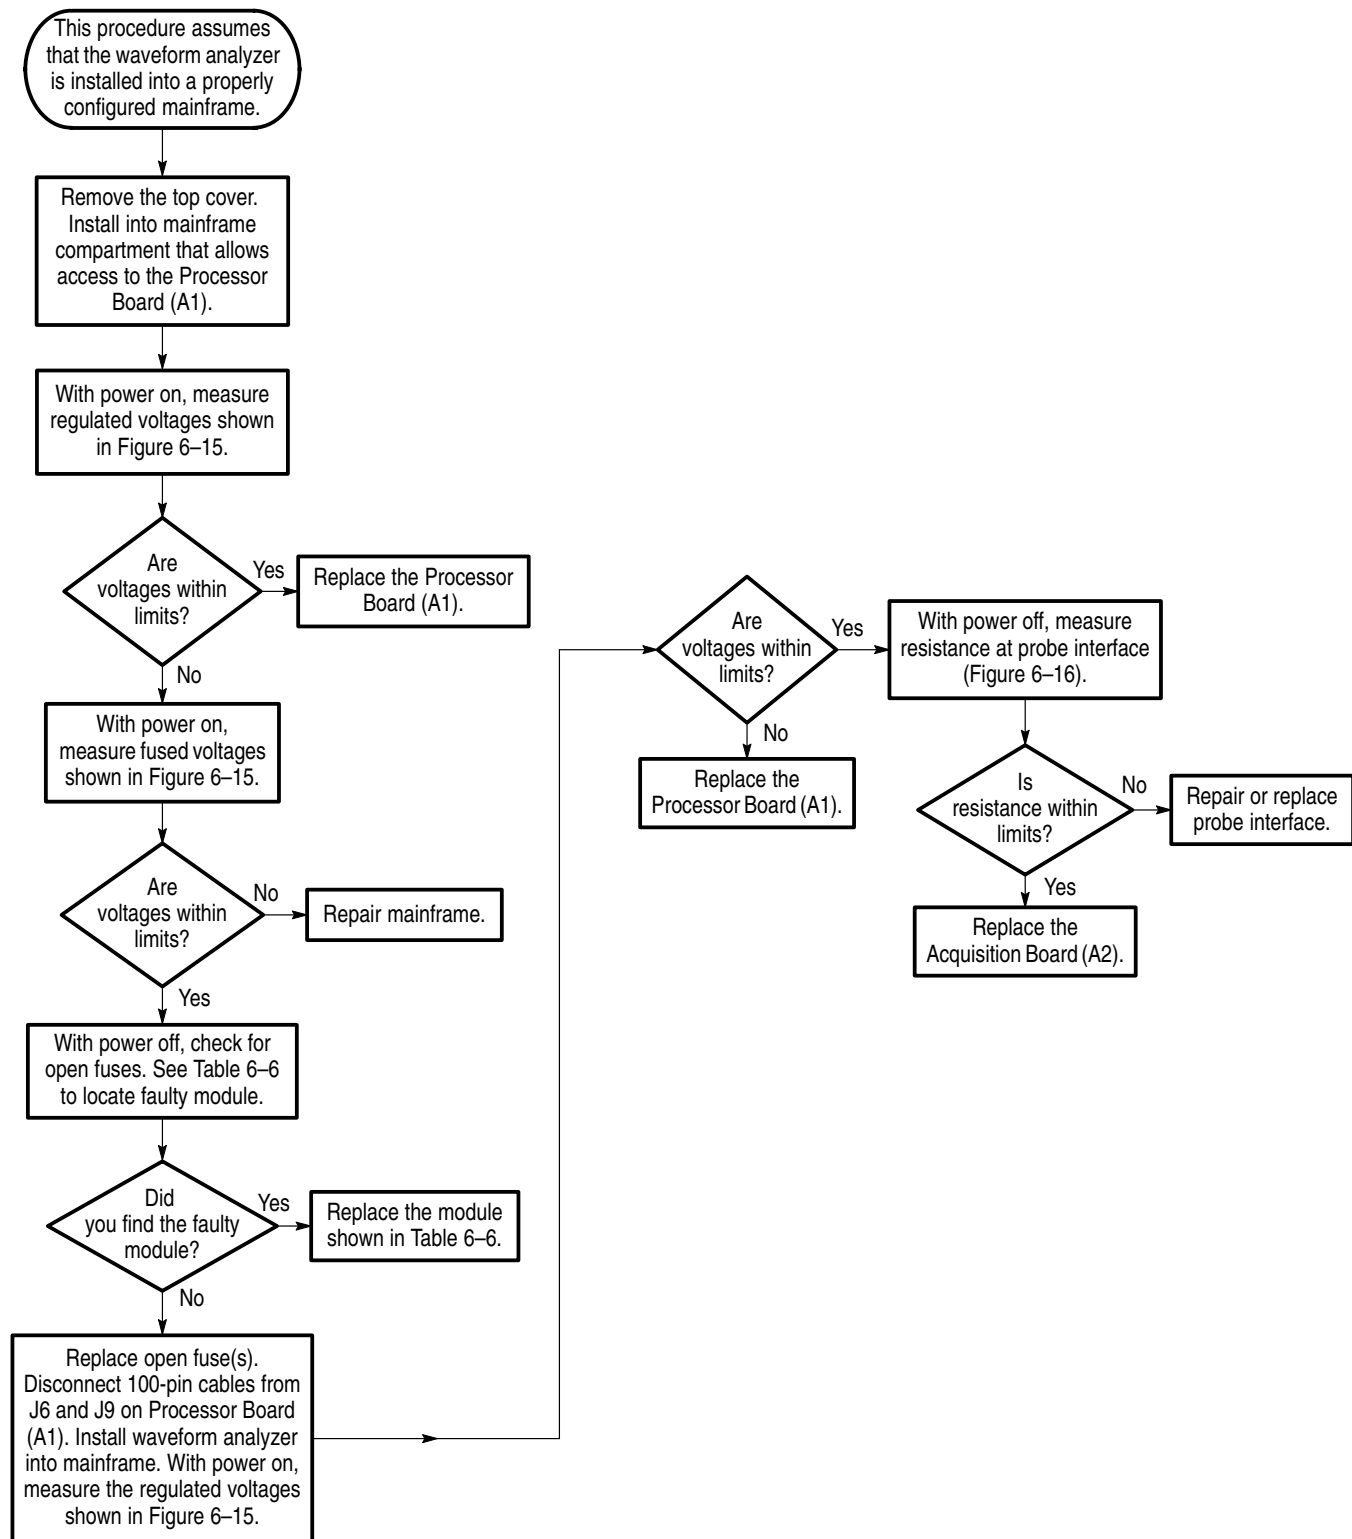 This procedure assumes
that the waveform analyzer
is installed into a properly
configured mainframe.
Remove the top cover.
Install into mainframe
compartment that allows
access to the Processor
Board (A1).
With power on, measure
regulated voltages shown
in Figure 6–15.
Are
voltages within
limits?
Yes
Replace the Processor
Board (A1).
No
With power on,
measure fused voltages
shown in Figure 6–15.
Are
voltages within
limits?
No
Repair mainframe.
Yes
With power off, check for
open fuses. See Table 6–6
to locate faulty module.
Did
you find the faulty
module?
Yes
Replace the module
shown in Table 6–6.
No
Replace open fuse(s).
Disconnect 100-pin cables from
J6 and J9 on Processor Board
(A1). Install waveform analyzer
into mainframe. With power on,
measure the regulated voltages
shown in Figure 6–15.
Are
voltages within
limits?
Yes
With power off, measure
resistance at probe interface
(Figure 6–16).
No
Replace the
Processor Board (A1).
Is
resistance within
limits?
No
Repair or replace
probe interface.
Yes
Replace the
Acquisition Board (A2).